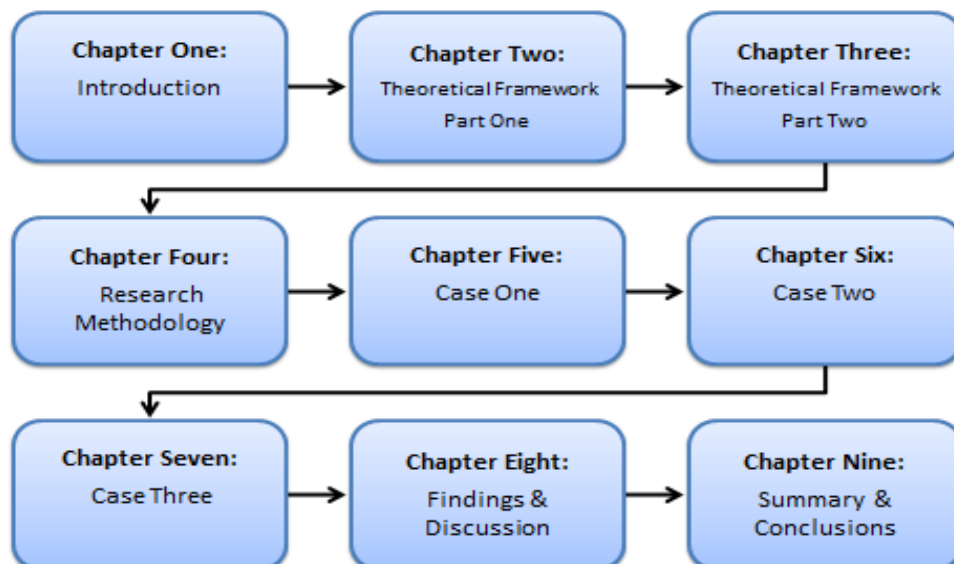 Chapter One:
Introduction
Chapter Two:
Theoretical Framework
Part One
Chapter Three:
Theoretical Framework
Part Two
Chapter Four:
Research
Methodology
Chapter Five:
Case One
Chapter Six:
Case Two
Chapter Seven:
Case Three
Chapter Eight:
Findings &
Discussion
Chapter Nine:
Summary &
Conclusions